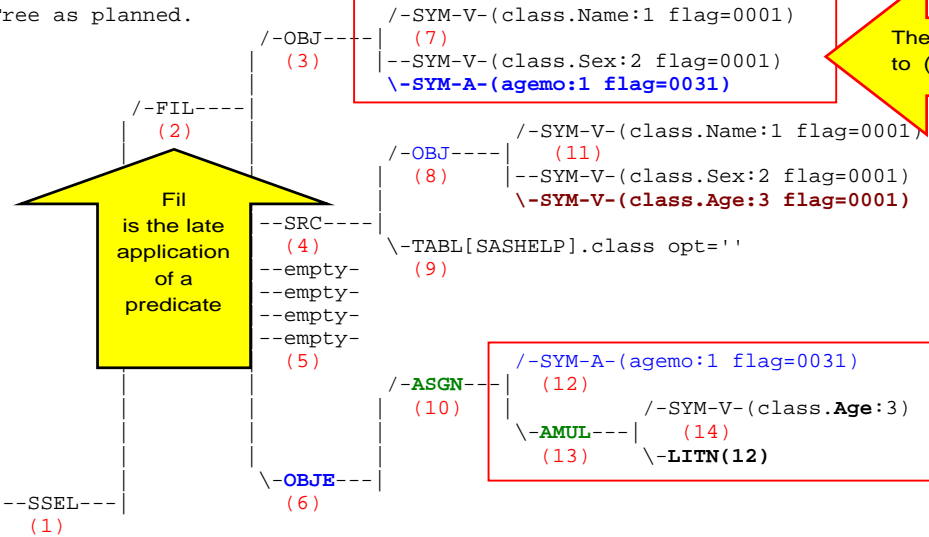 Tree as planned.
/-SYM-V-(class.Name:1 flag=0001)
/-OBJ----| (7)
(3) |--SYM-V-(class.Sex:2 flag=0001)
\-SYM-A-(agemo:1 flag=0031)
The
to (
/-FIL----|
(2)
/-SYM-V-(class.Name:1 flag=0001)
/-OBJ----| (11)
(8) |--SYM-V-(class.Sex:2 flag=0001)
\-SYM-V-(class.Age:3 flag=0001)
Fil
is the late
application
of a
predicate
--SRC----|
(4) \-TABL[SASHELP].class opt=''
--empty- (9)
--empty-
--empty-
--empty-
(5)
/-SYM-A-(agemo:1 flag=0031)
/-ASGN---| (12)
(10) | /-SYM-V-(class.Age:3)
\-AMUL---| (14)
(13) \-LITN(12)
\-OBJE---|
(6)
--SSEL---|
(1)